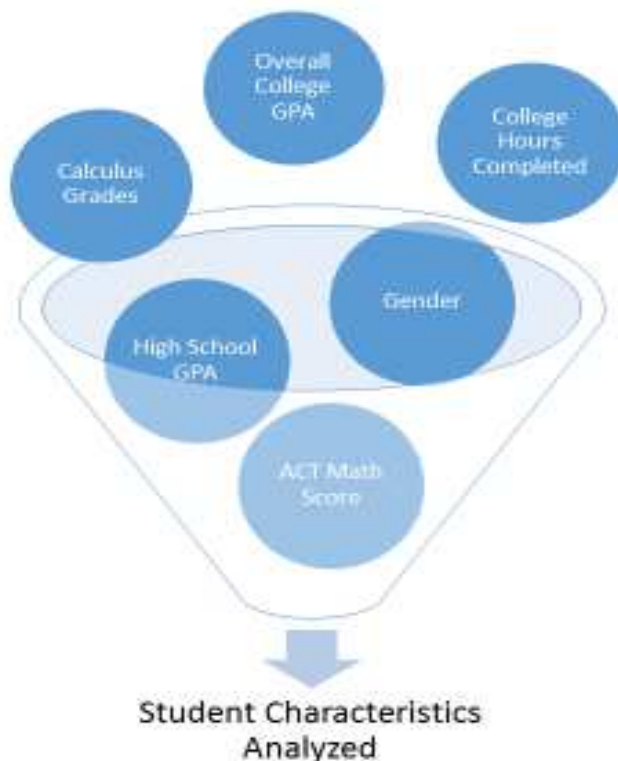 Overall
College
GPA
College
Hours
Completed
Calculus
Grades
Gender
High School
GPA
ACT Math
Score
Student Characteristics
Analyzed